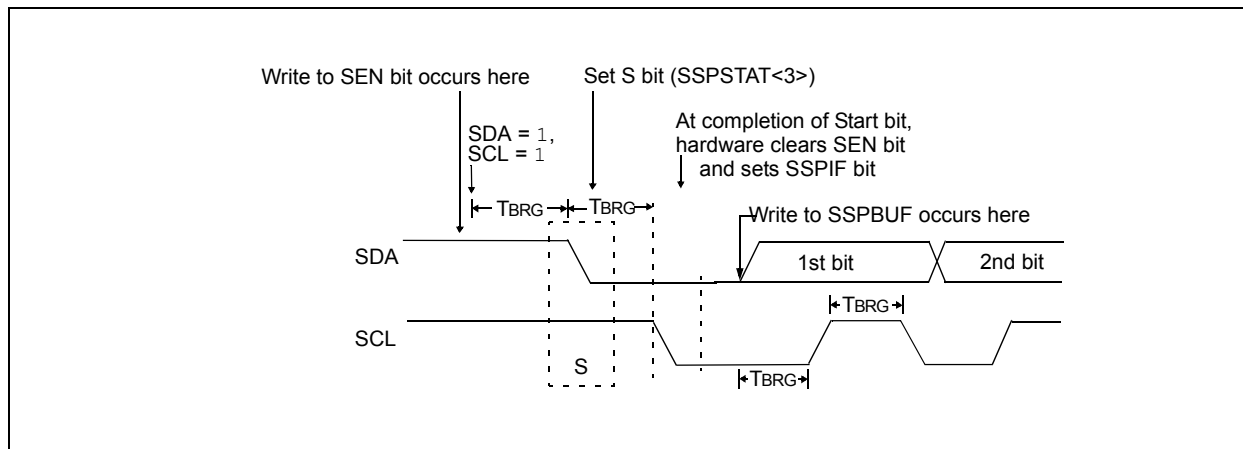 Write to SEN bit occurs here
Set S bit (SSPSTAT<3>)
SDA = 1,
SCL = 1
At completion of Start bit,
hardware clears SEN bit
and sets SSPIF bit
TBRG
TBRG
Write to SSPBUF occurs here
SDA
1st bit
2nd bit
TBRG
SCL
S
TBRG